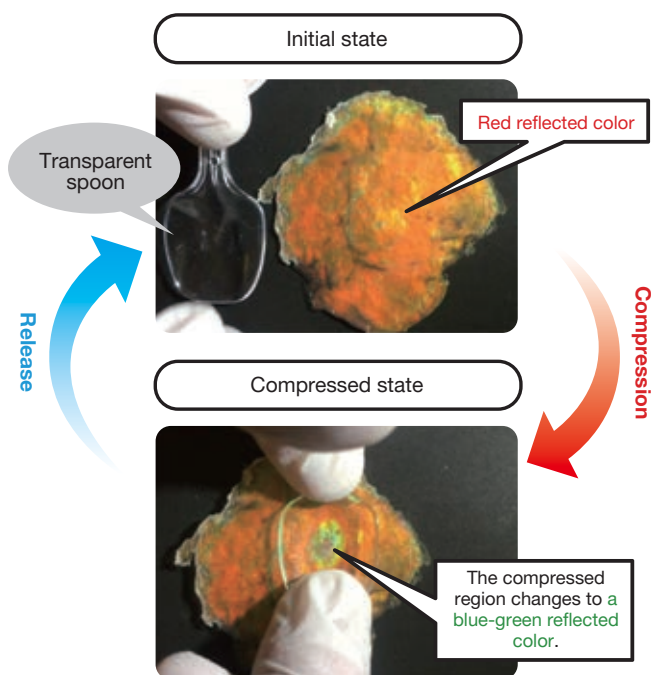 Initial state
Red reflected color
Transparent
spoon
Release
Compression
Compressed state
The compressed
region changes to a
blue-green reflected
color.